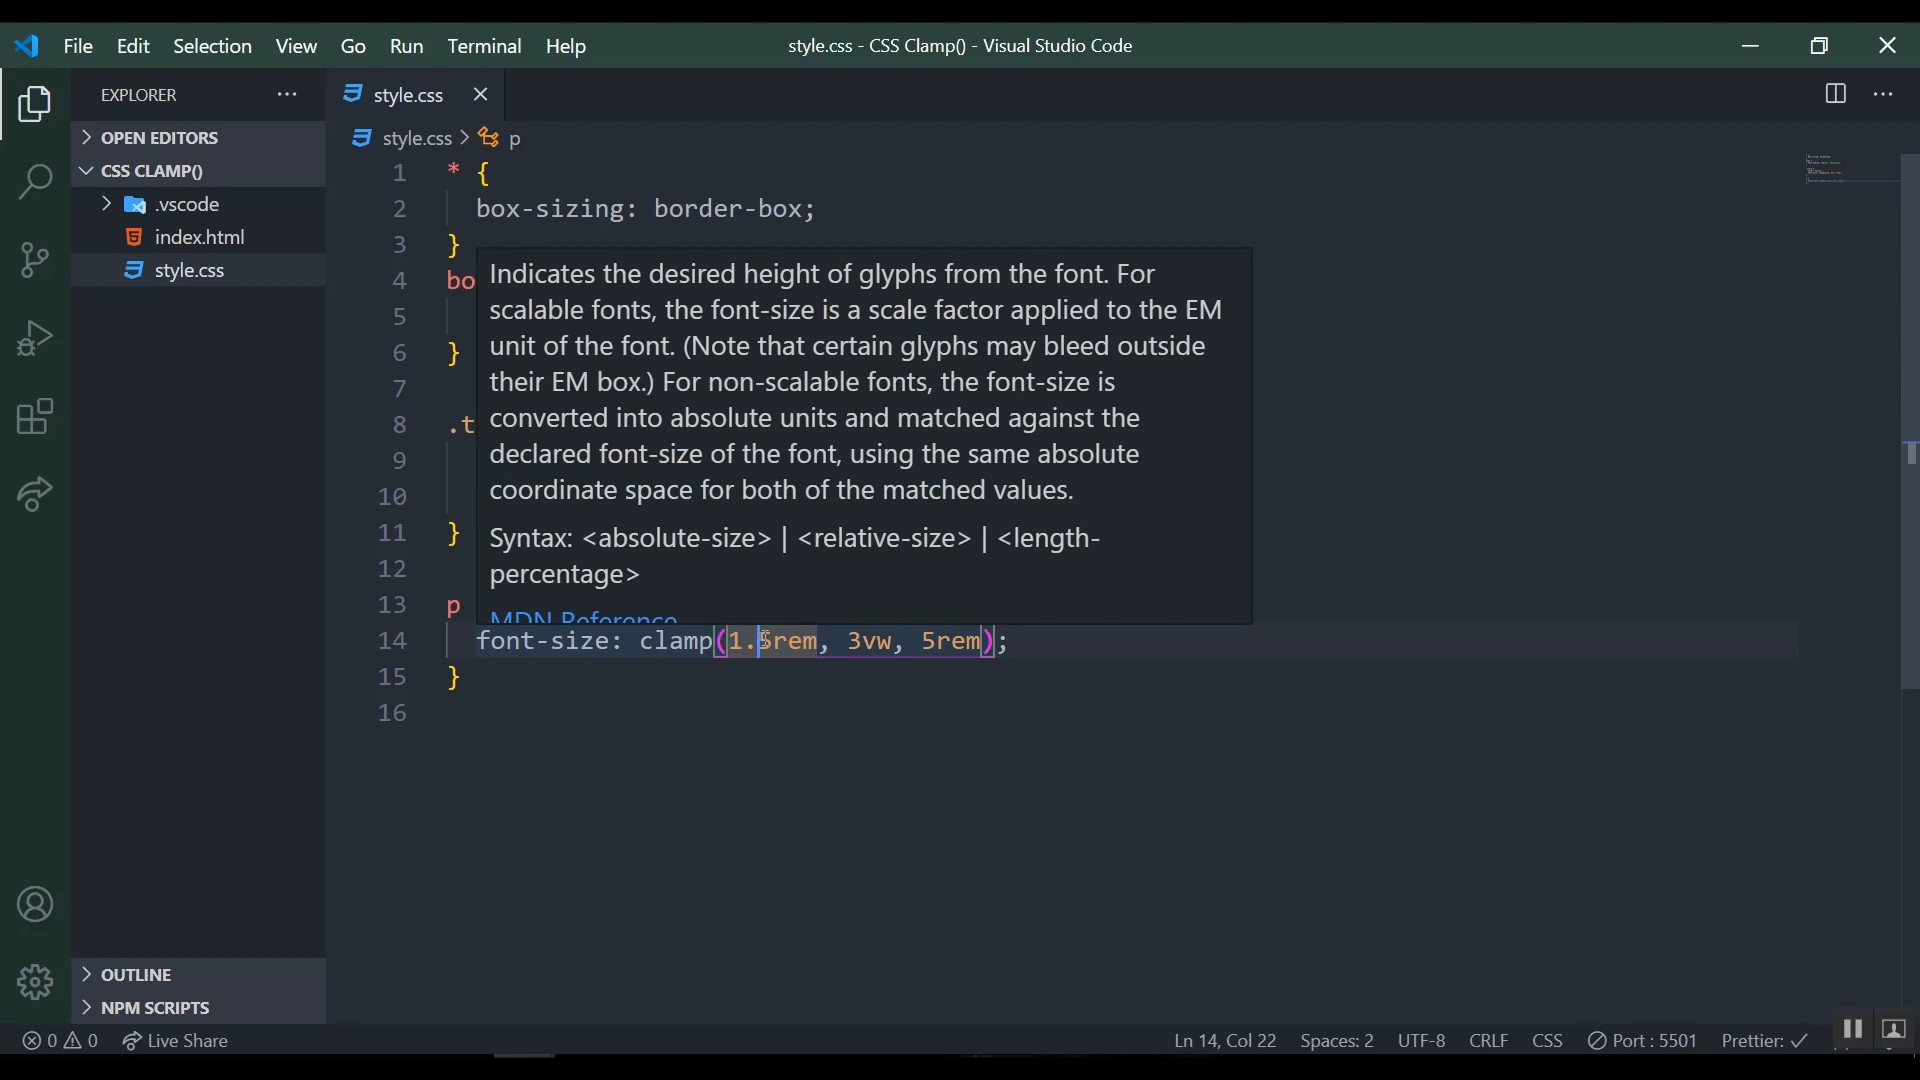 File Edit Selection View Go Run Terminal Help style.css - CSS Clamp() - Visual Studio Code
EXPLORER
OPEN EDITORS
CSS CLAMP()
.vscode
index.html
style.css
OUTLINE
NPM SCRIPTS
style.css
style.css > p
1 * {
2 box-sizing: border-box;
3 }
4 bo
5
6 }
7
8 .t
9
10
11 }
12
13 p
14 font-size: clamp(1.5rem, 3vw, 5rem);
15 }
16
Indicates the desired height of glyphs from the font. For
scalable fonts, the font-size is a scale factor applied to the EM
unit of the font. (Note that certain glyphs may bleed outside
their EM box.) For non-scalable fonts, the font-size is
converted into absolute units and matched against the
declared font-size of the font, using the same absolute
coordinate space for both of the matched values.
Syntax: <absolute-size> | <relative-size> | <length-
percentage>
MDN Reference
0 0 Live Share Ln 14, Col 22 Spaces: 2 UTF-8 CRLF CSS Port : 5501 Prettier: ✓